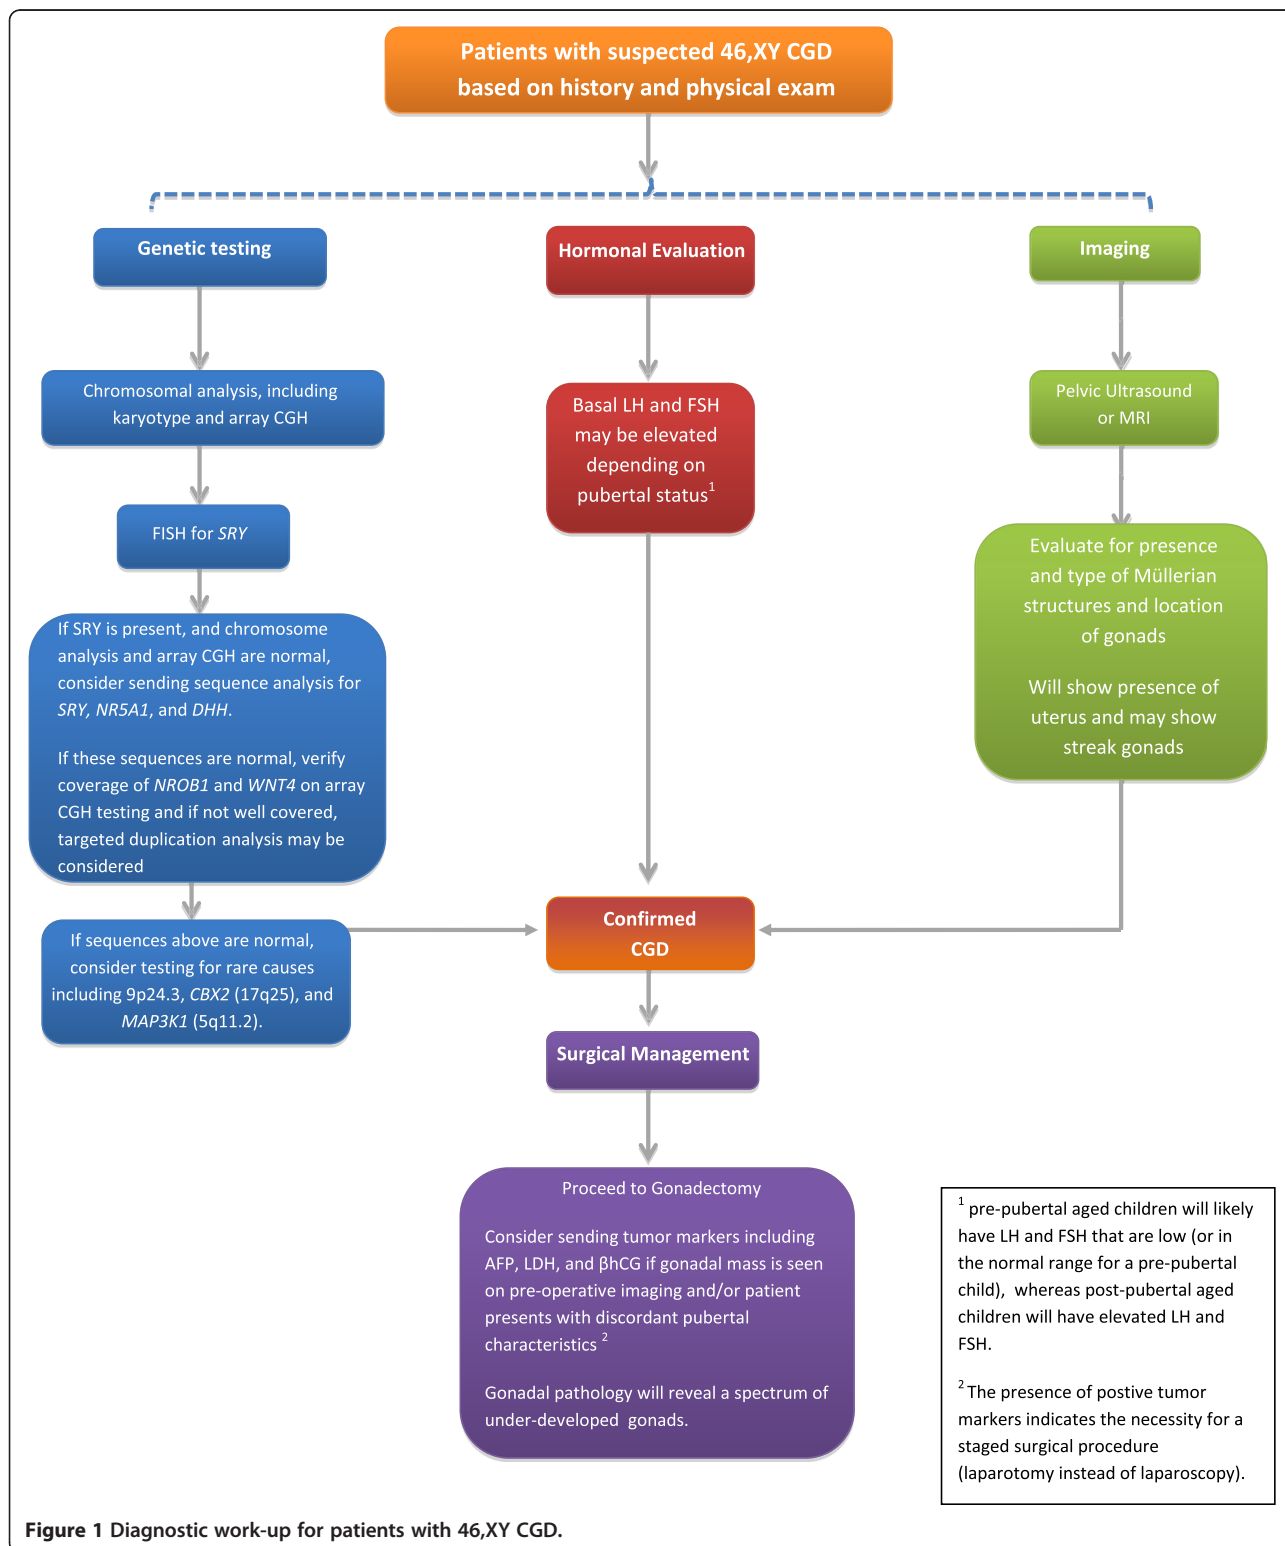 Patients with suspected 46,XY CGD
based on history and physical exam
Genetic testing
Chromosomal analysis, including
karyotype and array CGH
FISH for SRY
If SRY is present, and chromosome
analysis and array CGH are normal,
consider sending sequence analysis for
SRY, NR5A1, and DHH.
If these sequences are normal, verify
coverage of NROB1 and WNT4 on array
CGH testing and if not well covered,
targeted duplication analysis may be
considered
If sequences above are normal,
consider testing for rare causes
including 9p24.3, CBX2 (17q25), and
MAP3K1 (5q11.2).
Hormonal Evaluation
Basal LH and FSH
may be elevated
depending on
pubertal status1
Imaging
Pelvic Ultrasound
or MRI
Evaluate for presence
and type of Müllerian
structures and location
of gonads
Will show presence of
uterus and may show
streak gonads
Confirmed
CGD
Surgical Management
Proceed to Gonadectomy
Consider sending tumor markers including
AFP, LDH, and βhCG if gonadal mass is seen
on pre-operative imaging and/or patient
presents with discordant pubertal
characteristics 2
Gonadal pathology will reveal a spectrum of
under-developed gonads.
1 pre-pubertal aged children will likely
have LH and FSH that are low (or in
the normal range for a pre-pubertal
child), whereas post-pubertal aged
children will have elevated LH and
FSH.
2 The presence of postive tumor
markers indicates the necessity for a
staged surgical procedure
(laparotomy instead of laparoscopy).
Figure 1 Diagnostic work-up for patients with 46,XY CGD.